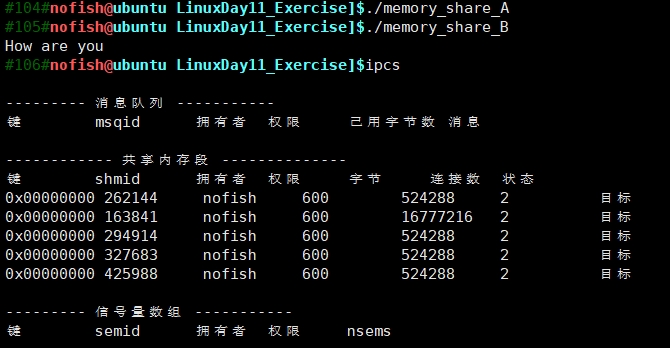 #104#nofish@ubuntu LinuxDay11_Exercise]$./memory_share_A
#105#nofish@ubuntu LinuxDay11_Exercise]$./memory_share_B
How are you
#106#nofish@ubuntu LinuxDay11_Exercise]$ipcs
--------- 消息队列 -----------
键 msqid 拥有者 权限 已用字节数 消息
------------ 共享内存段 --------------
键 shmid 拥有者 权限 字节 连接数 状态
0x00000000 262144 nofish 600 524288 2 目标
0x00000000 163841 nofish 600 16777216 2 目标
0x00000000 294914 nofish 600 524288 2 目标
0x00000000 327683 nofish 600 524288 2 目标
0x00000000 425988 nofish 600 524288 2 目标
--------- 信号量数组 -----------
键 semid 拥有者 权限 nsems